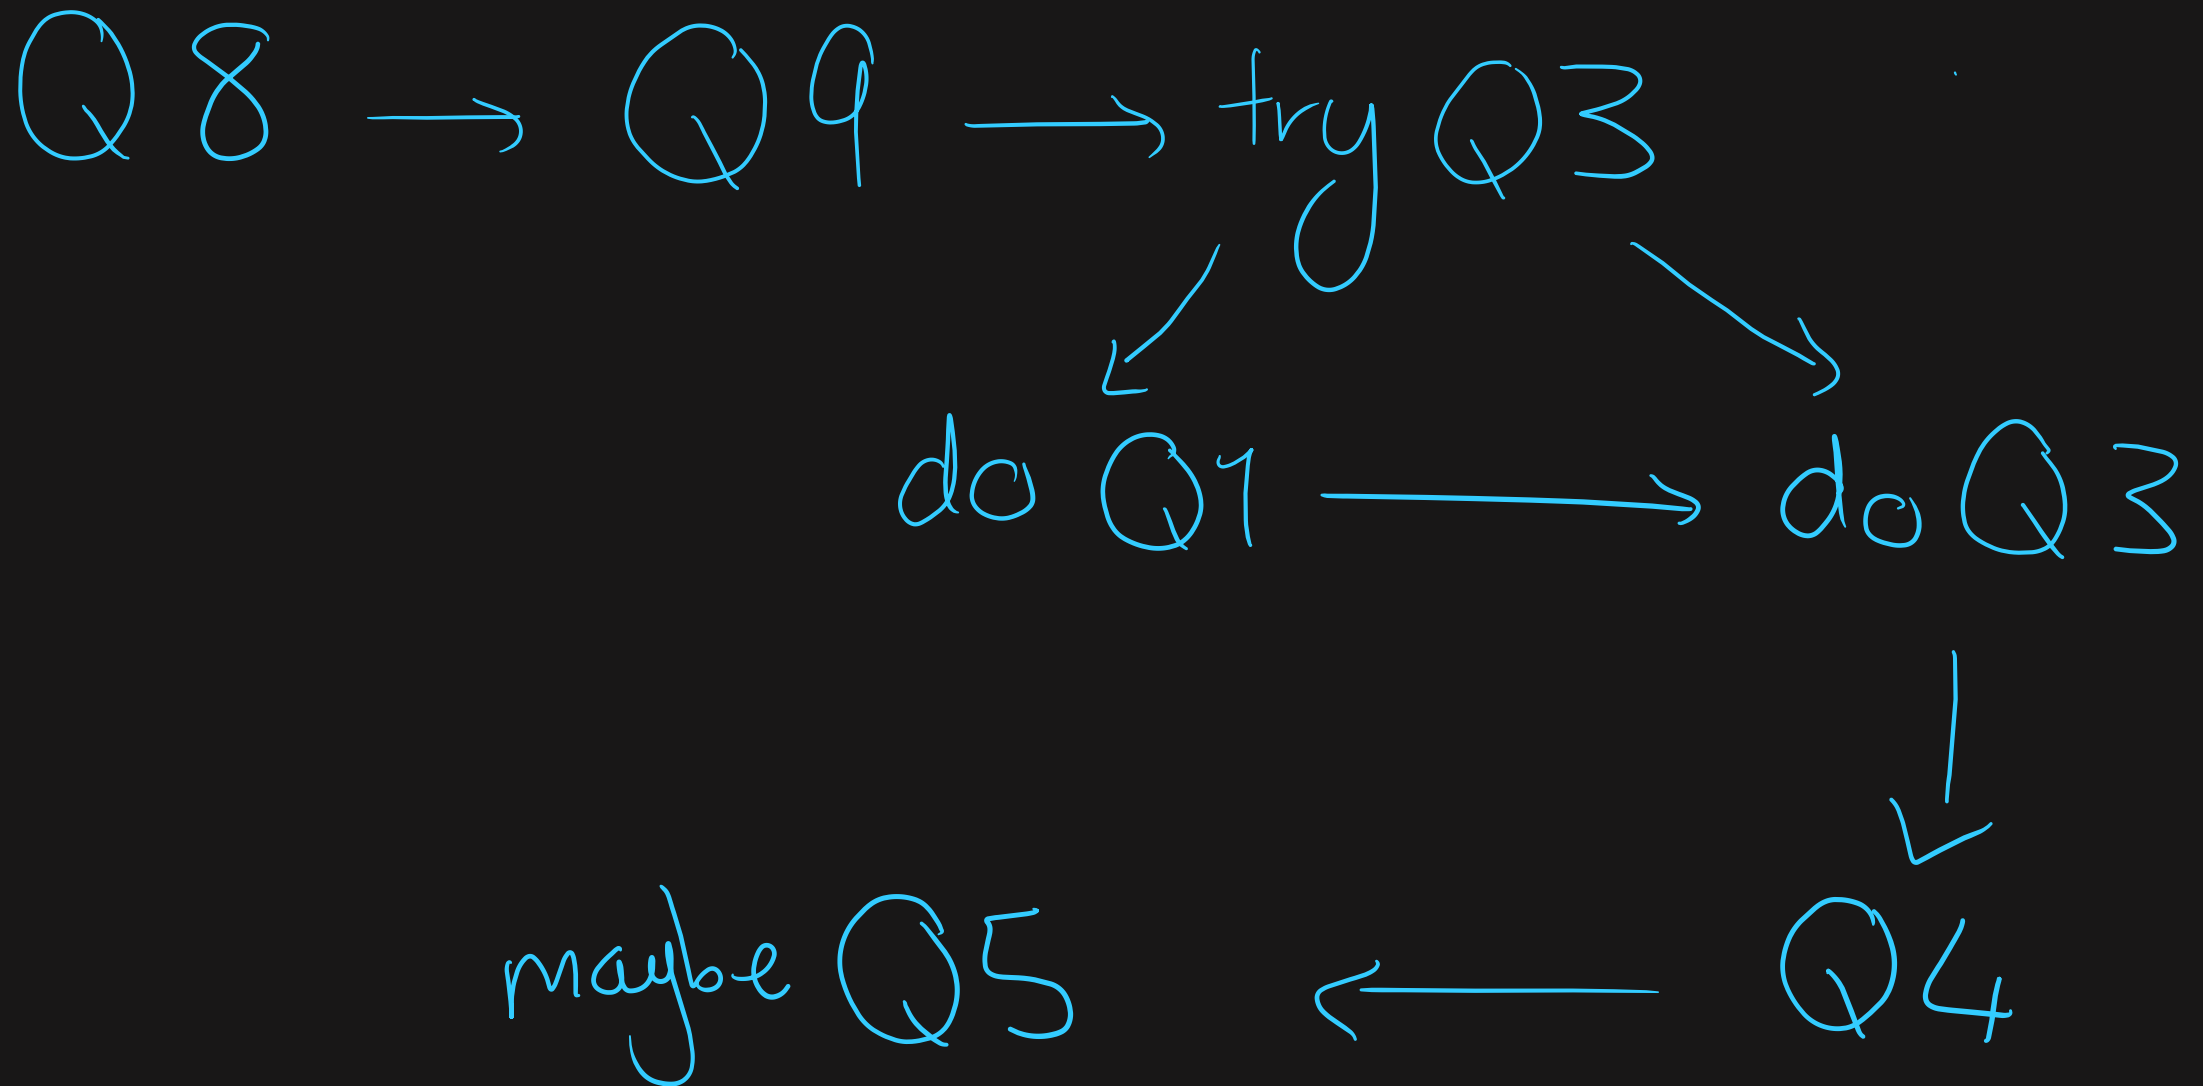 Q8 → Q9 → try Q3
do Q1 → do Q3
maybe Q5 ← Q4